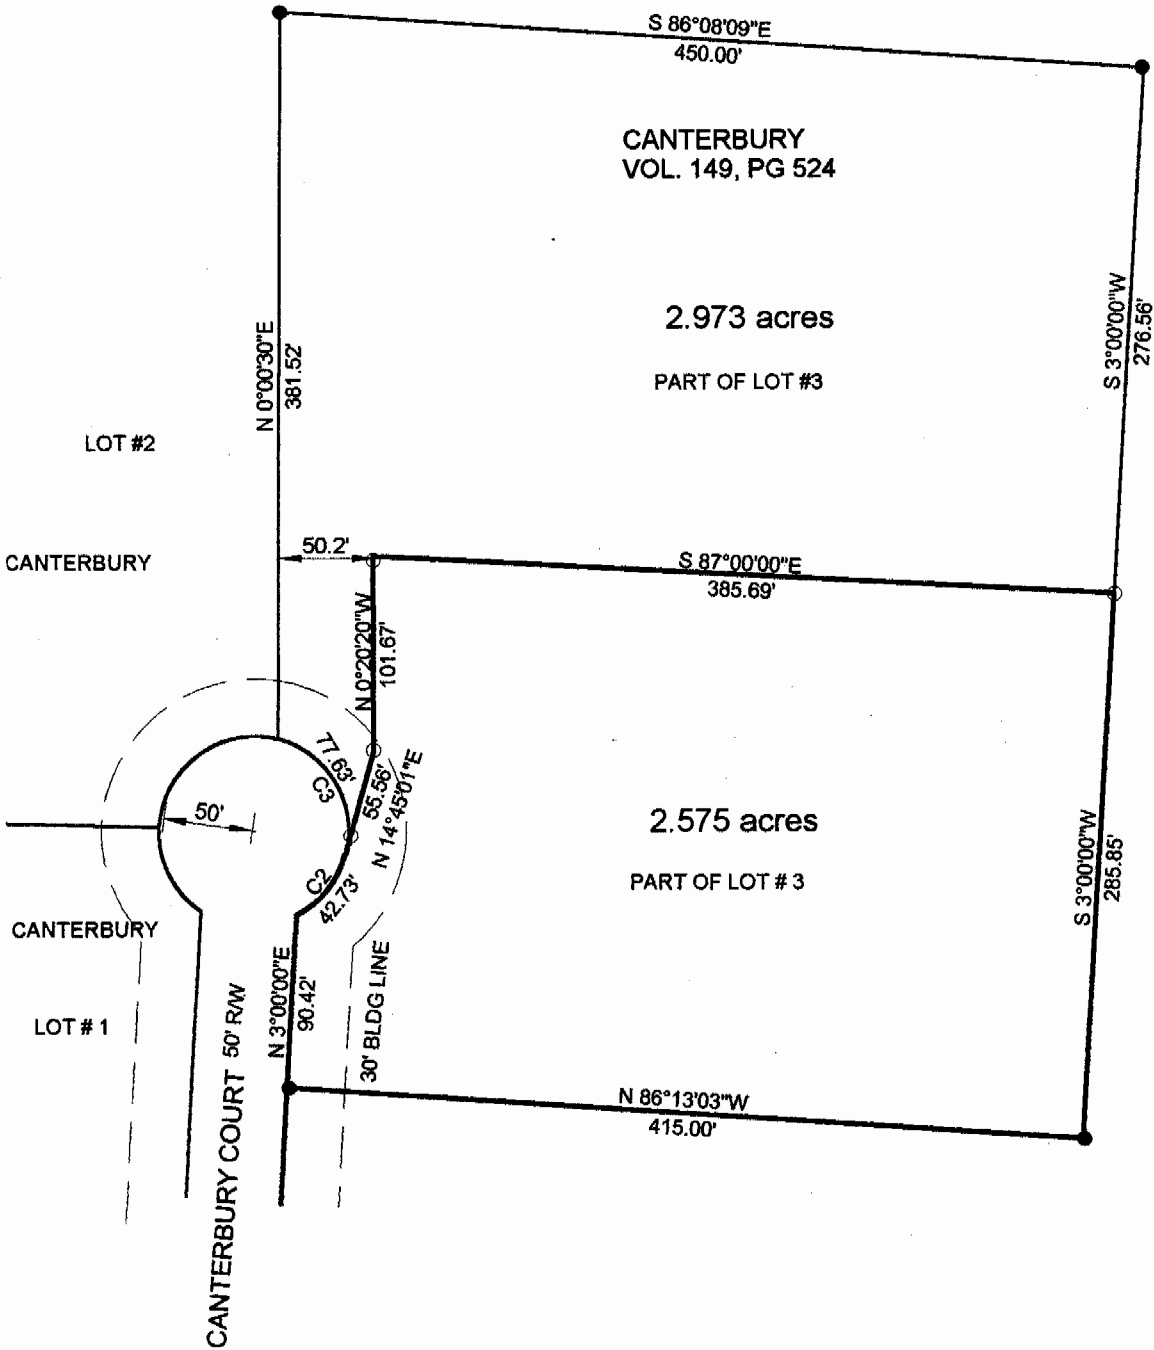 S 86°08'09"E
450.00'
CANTERBURY
VOL. 149, PG 524
2.973 acres
PART OF LOT #3
S 3°00'00"W
276.56'
N 0°00'30"E
381.52'
LOT #2
CANTERBURY
50.2'
S 87°00'00"E
385.69'
N 0°20'20"W
101.67'
77.63'
C3
55.56'
N 14°45'01"E
50'
C2
42.73'
2.575 acres
PART OF LOT # 3
S 3°00'00"W
285.85'
CANTERBURY
LOT # 1
N 3°00'00"E
90.42'
30' BLDG LINE
CANTERBURY COURT 50' R/W
N 86°13'03"W
415.00'